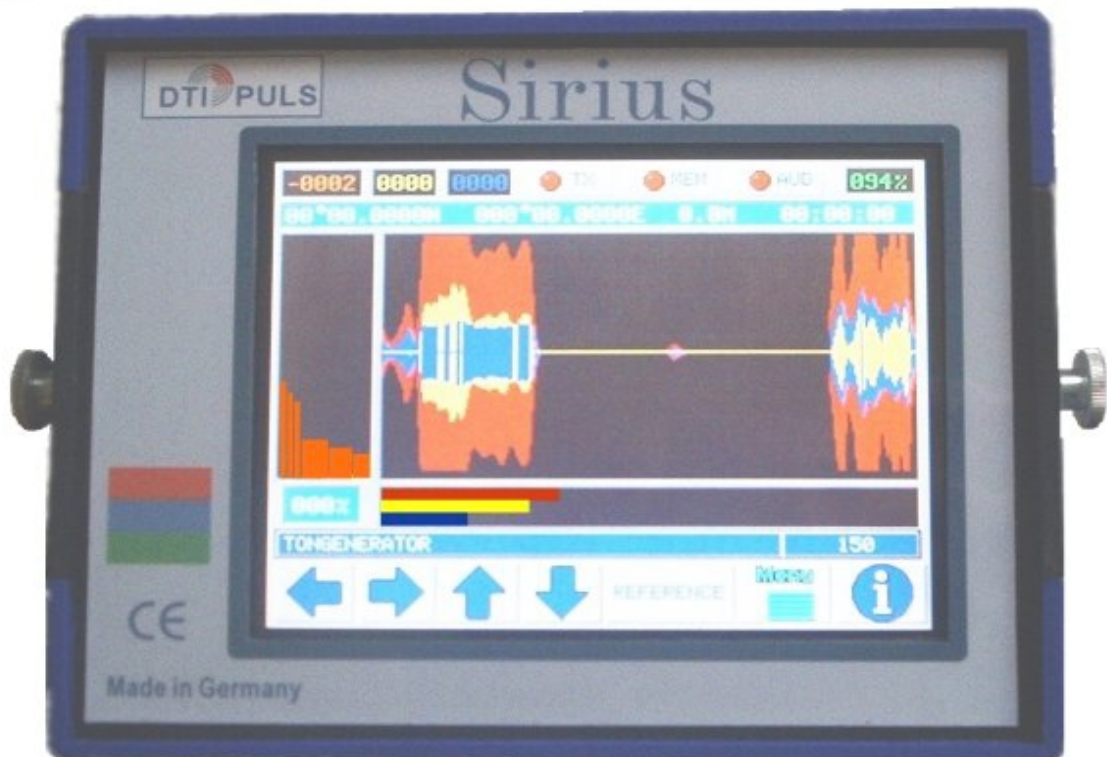 DTI PULS
Sirius
-0002 0000 0000 TX MEM AUD 094%
00°00.0000N 000°00.0000E 0.0M 00:00:00
000%
TONGENERATOR 150
REFERENCE Menu i
CE
Made in Germany